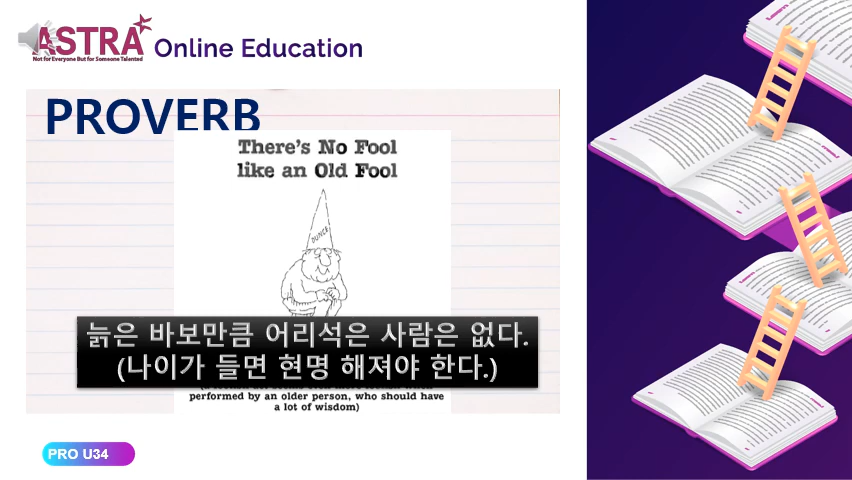 ASTRA
Not for Everyone But for Someone Talented
Online Education
PROVERB
There's No Fool
like an Old Fool
DUNCE
늙은 바보만큼 어리석은 사람은 없다.
(나이가 들면 현명 해져야 한다.)
performed by an older person, who should have
a lot of wisdom)
PRO U34